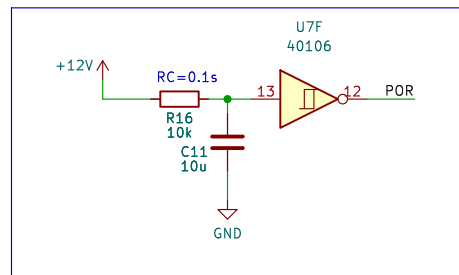 U7F
40106
+12V
RC=0.1s
13
12
POR
R16
10k
C11
10u
GND